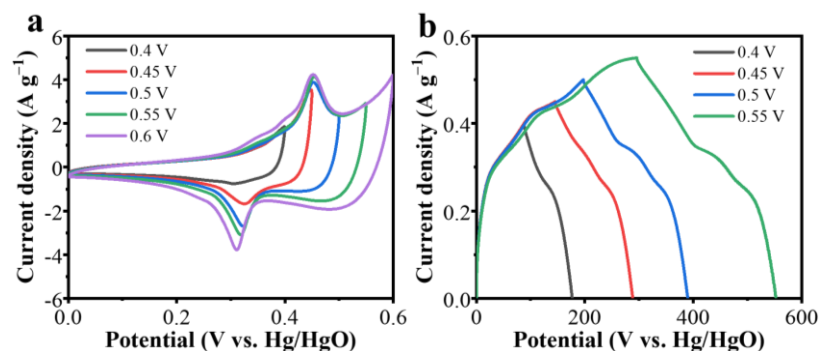 a
Current density (A g⁻¹)
6
4
2
0
-2
-4
-6
0.4 V
0.45 V
0.5 V
0.55 V
0.6 V
0.0 0.2 0.4 0.6
Potential (V vs. Hg/HgO)
b
Current density (A g⁻¹)
0.6
0.4
0.2
0.0
0.4 V
0.45 V
0.5 V
0.55 V
0 200 400 600
Potential (V vs. Hg/HgO)